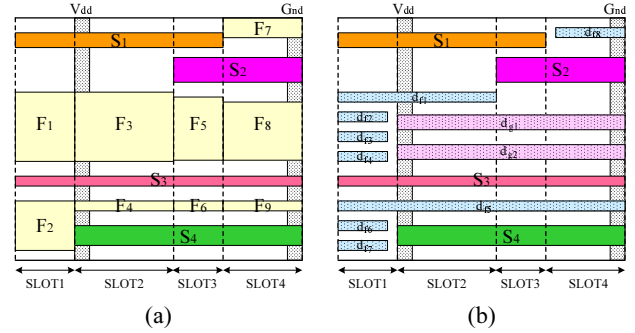 Vdd Gnd
F7
S1
S2
F1 F3 F5 F8
S3
F4 F6 F9
F2
S4
SLOT1 SLOT2 SLOT3 SLOT4
(a)
Vdd Gnd
df8
S1
S2
df1
df2
dg1
df3
df4
dg2
S3
df5
df6
S4
df7
SLOT1 SLOT2 SLOT3 SLOT4
(b)